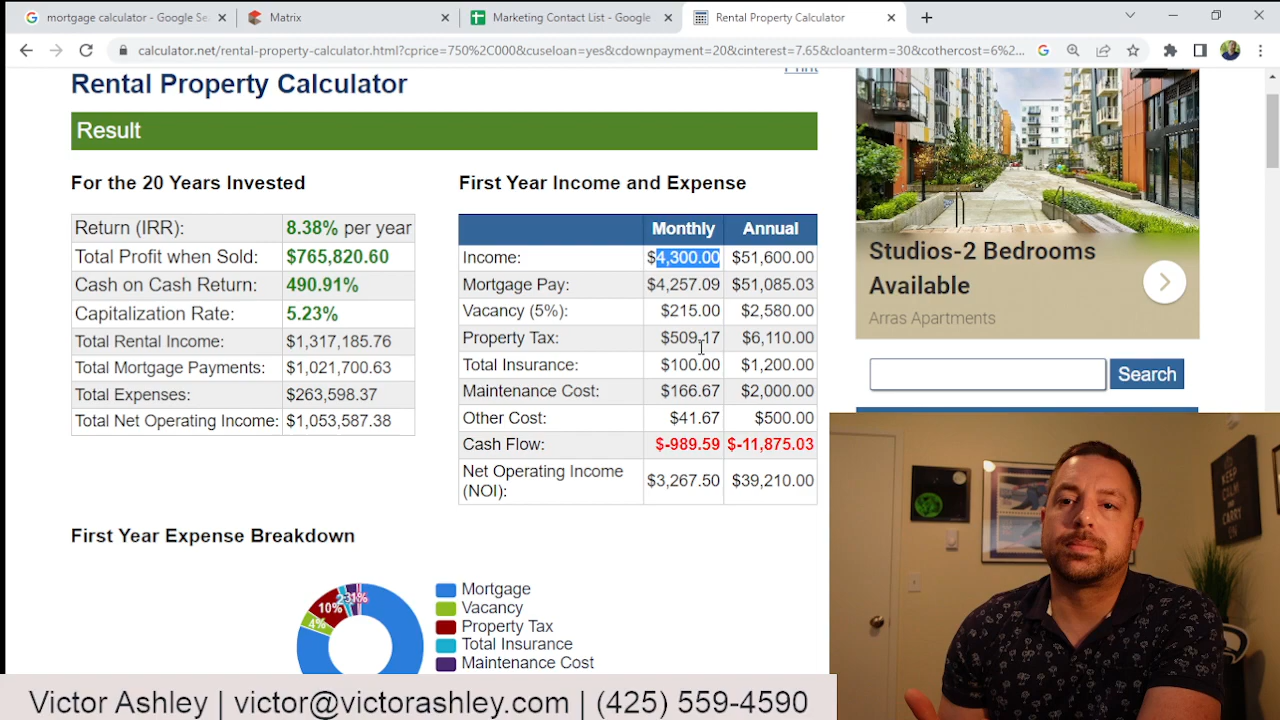 mortgage calculator - Google Se
Matrix
Marketing Contact List - Google
Rental Property Calculator
calculator.net/rental-property-calculator.html?cprice=750%2C000&cuseloan=yes&cdownpayment=20&cinterest=7.65&cloanterm=30&cothercost=6%2...
Rental Property Calculator
Print
Result
For the 20 Years Invested
Return (IRR): 8.38% per year
Total Profit when Sold: $765,820.60
Cash on Cash Return: 490.91%
Capitalization Rate: 5.23%
Total Rental Income: $1,317,185.76
Total Mortgage Payments: $1,021,700.63
Total Expenses: $263,598.37
Total Net Operating Income: $1,053,587.38
First Year Income and Expense
Monthly Annual
Income: $4,300.00 $51,600.00
Mortgage Pay: $4,257.09 $51,085.03
Vacancy (5%): $215.00 $2,580.00
Property Tax: $509.17 $6,110.00
Total Insurance: $100.00 $1,200.00
Maintenance Cost: $166.67 $2,000.00
Other Cost: $41.67 $500.00
Cash Flow: $-989.59 $-11,875.03
Net Operating Income
(NOI): $3,267.50 $39,210.00
First Year Expense Breakdown
10%
4%
1%
Mortgage
Vacancy
Property Tax
Total Insurance
Maintenance Cost
Studios-2 Bedrooms
Available
Arras Apartments
Search
KEEP
CALM
AND
CARRY
Victor Ashley | victor@victorashley.com | (425) 559-4590